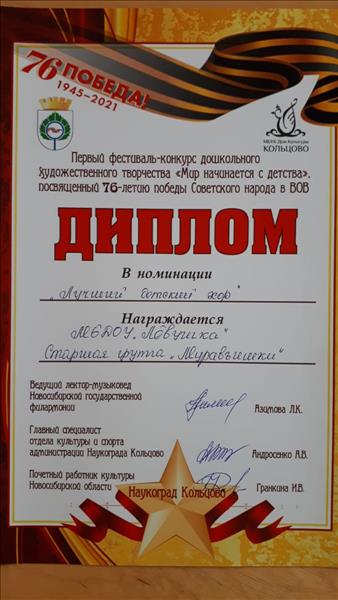 76 ПОБЕДА!
1945-2021
МБУК Дом Культуры
КОЛЬЦОВО
Первый фестиваль-конкурс дошкольного
художественного творчества «Мир начинается с детства»,
посвященный 76-летию победы Советского народа в ВОВ
ДИПЛОМ
В номинации
„Лучший детский хор"
Награждается
МБДОУ „Лёвушка"
Старшая группа „Муравьишки"
Ведущий лектор-музыковед
Новосибирской государственной
филармонии
Азимова Л.К.
Главный специалист
отдела культуры и спорта
администрации Наукограда Кольцово
Андросенко А.В.
Почетный работник культуры
Новосибирской области
Гранкина И.В.
Наукоград Кольцово